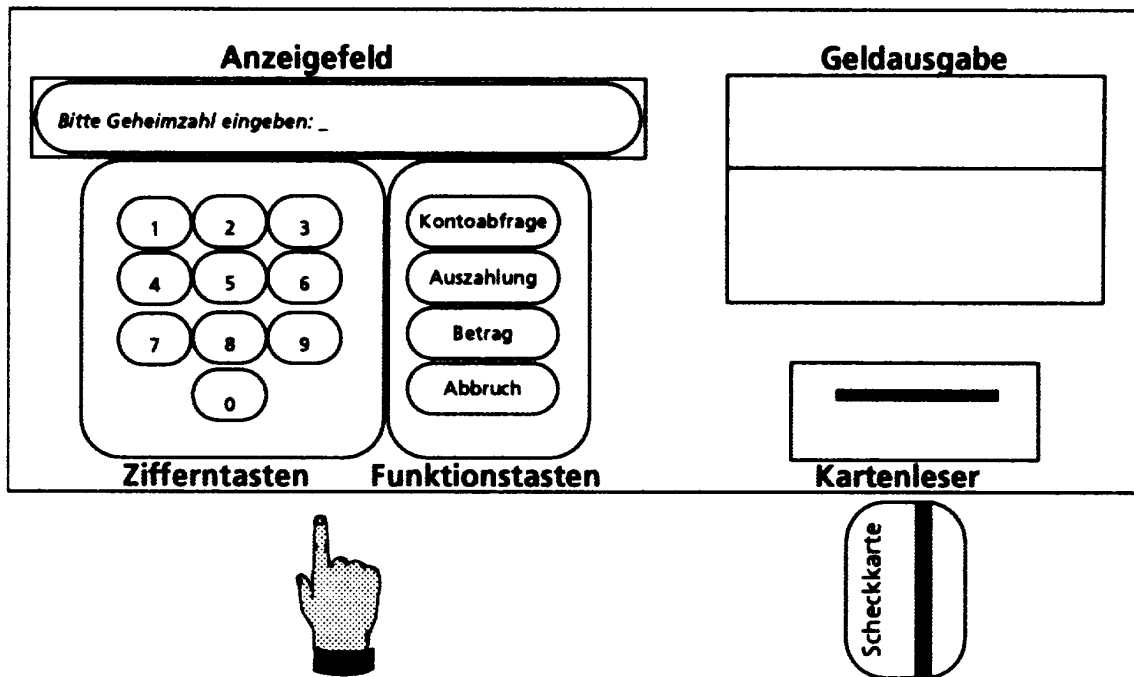 Anzeigefeld
Geldausgabe
Bitte Geheimzahl eingeben: _
1 2 3
4 5 6
7 8 9
0
Kontoabfrage
Auszahlung
Betrag
Abbruch
Zifferntasten
Funktionstasten
Kartenleser
Scheckkarte